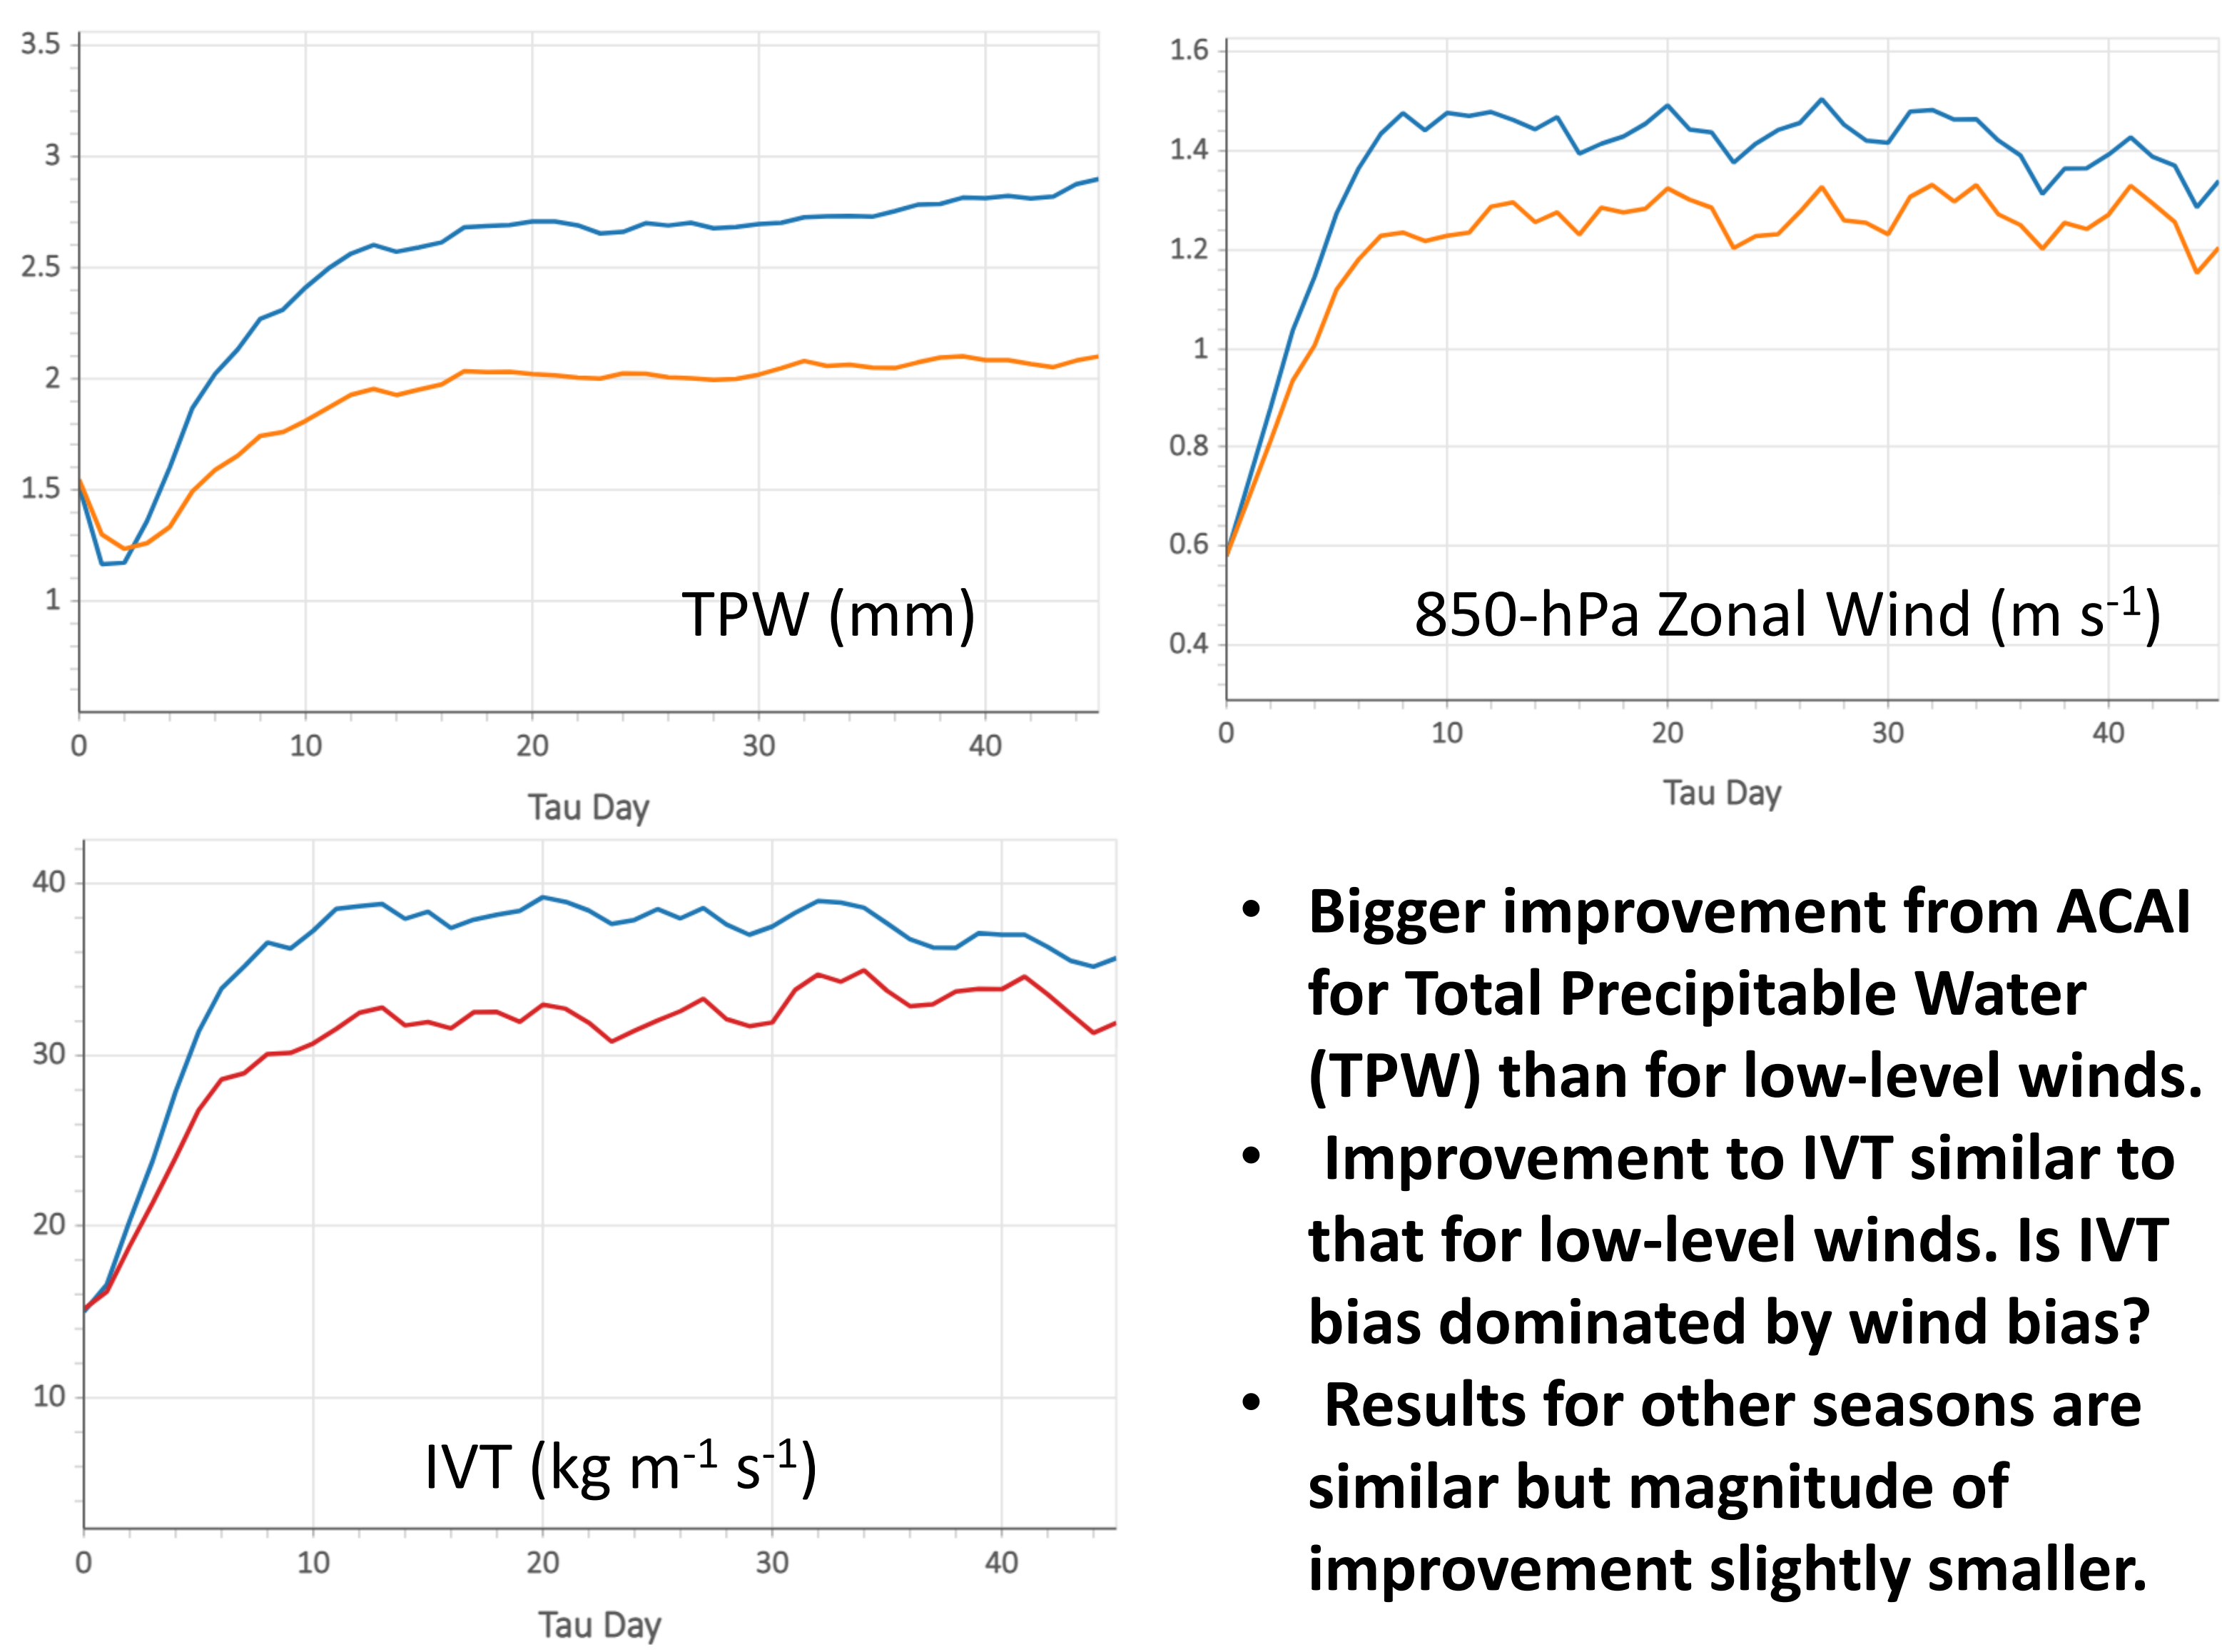 3.5
3
2.5
2
1.5
1
TPW (mm)
0 10 20 30 40
Tau Day
1.6
1.4
1.2
1
0.8
0.6
0.4
850-hPa Zonal Wind (m s⁻¹)
0 10 20 30 40
Tau Day
40
30
20
10
IVT (kg m⁻¹ s⁻¹)
0 10 20 30 40
Tau Day
• Bigger improvement from ACAI
for Total Precipitable Water
(TPW) than for low-level winds.
• Improvement to IVT similar to
that for low-level winds. Is IVT
bias dominated by wind bias?
• Results for other seasons are
similar but magnitude of
improvement slightly smaller.